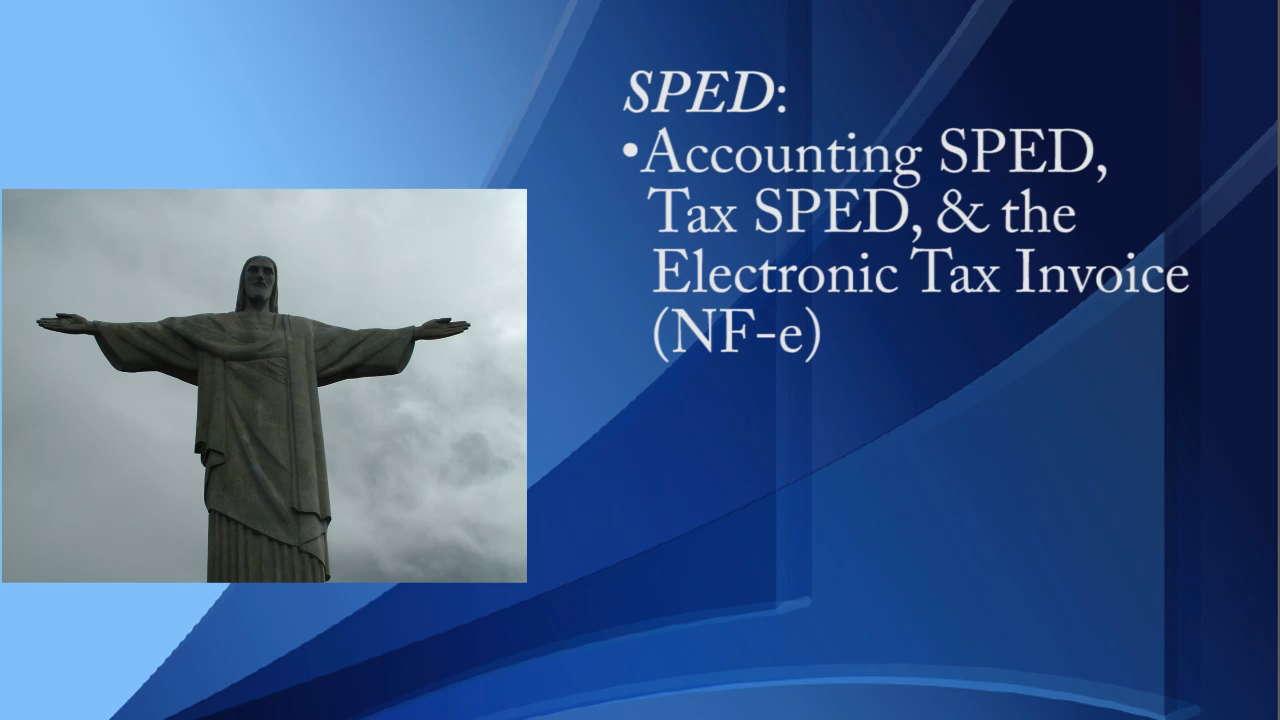 SPED:
•Accounting SPED,
Tax SPED, & the
Electronic Tax Invoice
(NF-e)